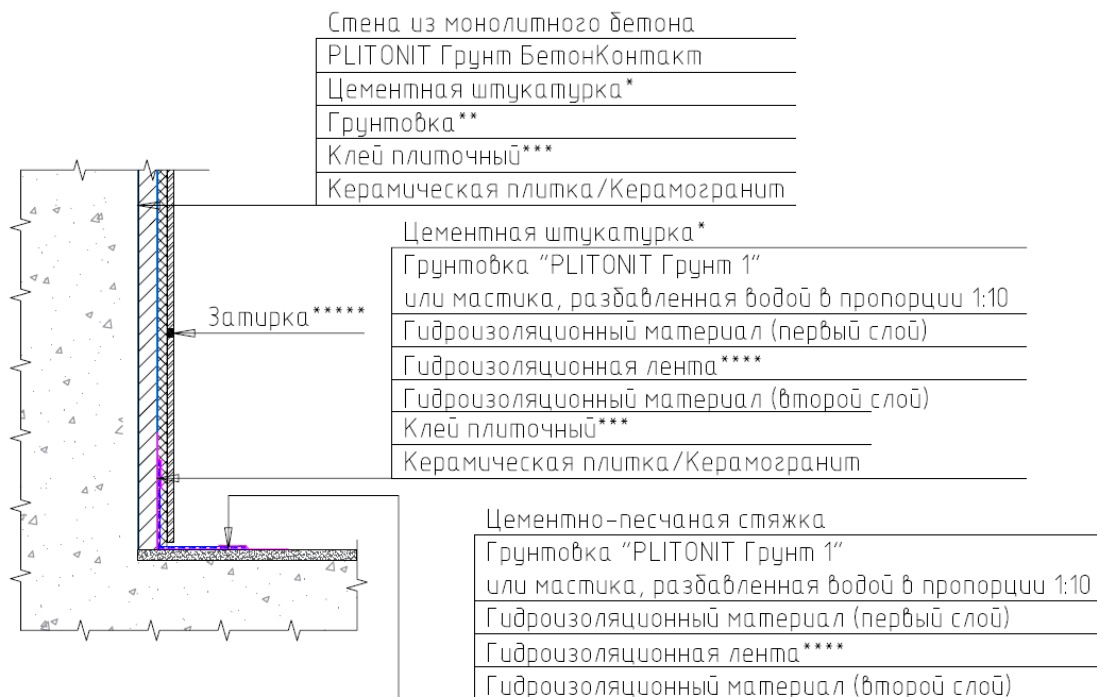 Стена из монолитного бетона
PLITONIT Грунт БетонКонтакт
Цементная штукатурка*
Грунтовка**
Клей плиточный***
Керамическая плитка/Керамогранит
Цементная штукатурка*
Грунтовка "PLITONIT Грунт 1"
или мастика, разбавленная водой в пропорции 1:10
Гидроизоляционный материал (первый слой)
Затирка*****
Гидроизоляционная лента****
Гидроизоляционный материал (второй слой)
Клей плиточный***
Керамическая плитка/Керамогранит
Цементно-песчаная стяжка
Грунтовка "PLITONIT Грунт 1"
или мастика, разбавленная водой в пропорции 1:10
Гидроизоляционный материал (первый слой)
Гидроизоляционная лента****
Гидроизоляционный материал (второй слой)